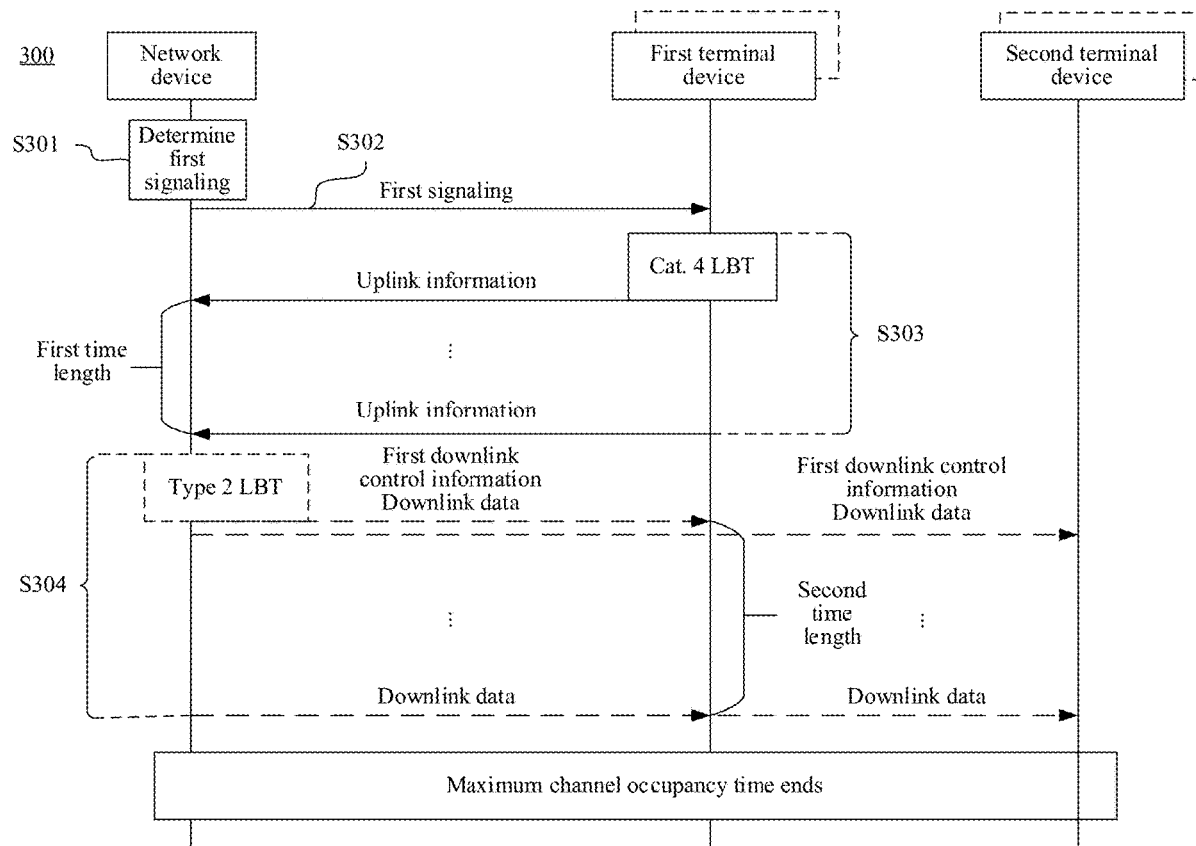 300
Network
device
First terminal
device
Second terminal
device
S301
Determine
first
signaling
S302
First signaling
Cat. 4 LBT
Uplink information
S303
First time
length
⋮
Uplink information
First downlink
control information
Downlink data
First downlink control
information
Downlink data
Type 2 LBT
S304
⋮
Second
time
length
⋮
Downlink data
Downlink data
Maximum channel occupancy time ends